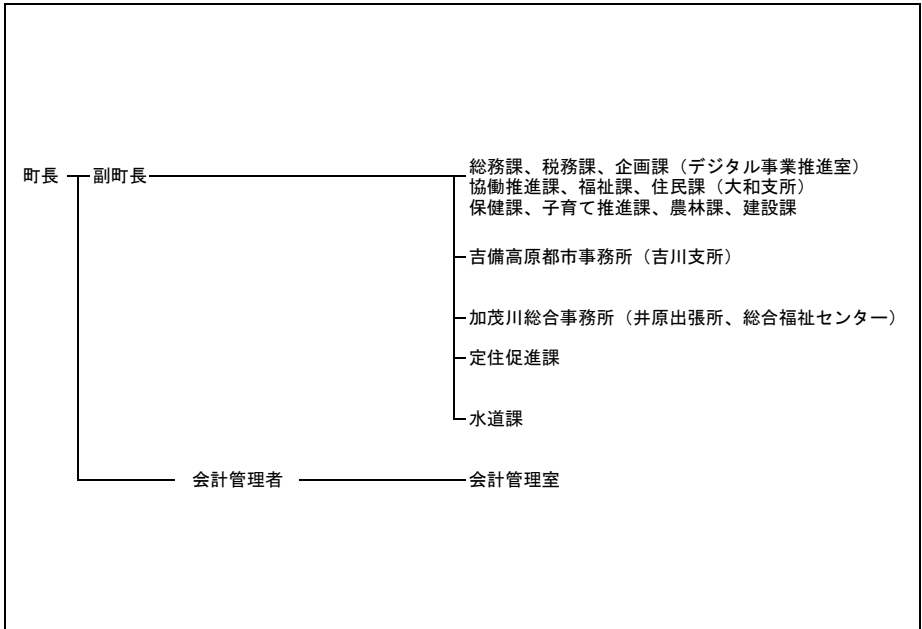 町長 副町長 総務課、税務課、企画課（デジタル事業推進室）
協働推進課、福祉課、住民課（大和支所）
保健課、子育て推進課、農林課、建設課
吉備高原都市事務所（吉川支所）
加茂川総合事務所（井原出張所、総合福祉センター）
定住促進課
水道課
会計管理者 会計管理室